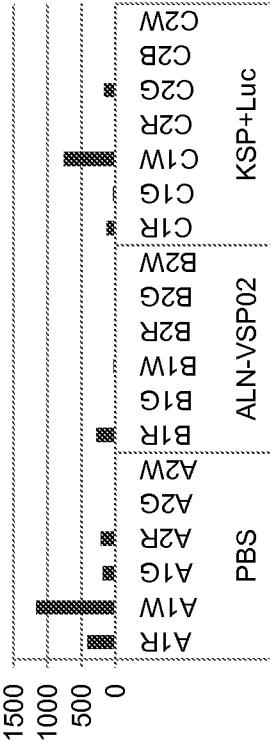 1500
1000
500
0
A1R
A1W
A1G
A2R
A2G
A2W
B1R
B1G
B1W
B2R
B2G
B2W
C1R
C1G
C1W
C2R
C2G
C2B
C2W
PBS
ALN-VSP02
KSP+Luc